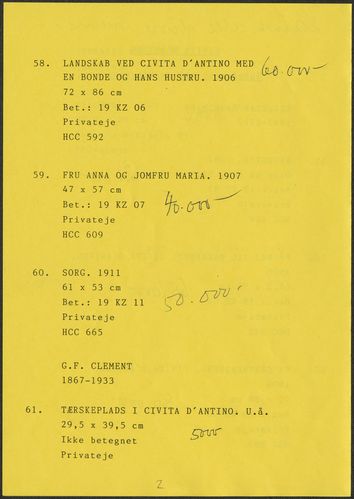 58. LANDSKAB VED CIVITA D´ANTINO MED 60.000-
EN BONDE OG HANS HUSTRU. 1906
72 x 86 cm
Bet.: 19 KZ 06
Privateje
HCC 592
59. FRU ANNA OG JOMFRU MARIA. 1907
47 x 57 cm
Bet.: 19 KZ 07 40.000-
Privateje
HCC 609
60. SORG. 1911
61 x 53 cm
Bet.: 19 KZ 11 50.000-
Privateje
HCC 665
G.F. CLEMENT
1867-1933
61. TÆRSKEPLADS I CIVITA D´ANTINO. U.å.
29,5 x 39,5 cm
Ikke betegnet 5000
Privateje
2